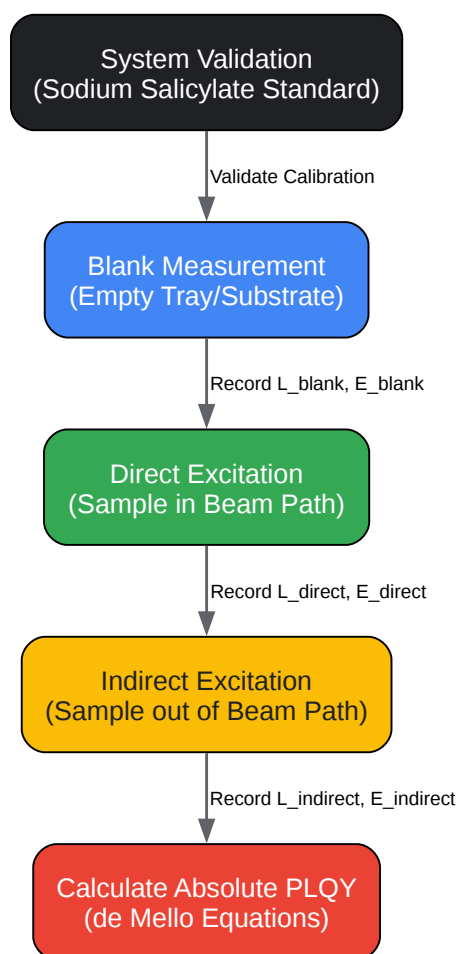 System Validation
(Sodium Salicylate Standard)
Validate Calibration
Blank Measurement
(Empty Tray/Substrate)
Record L_blank, E_blank
Direct Excitation
(Sample in Beam Path)
Record L_direct, E_direct
Indirect Excitation
(Sample out of Beam Path)
Record L_indirect, E_indirect
Calculate Absolute PLQY
(de Mello Equations)